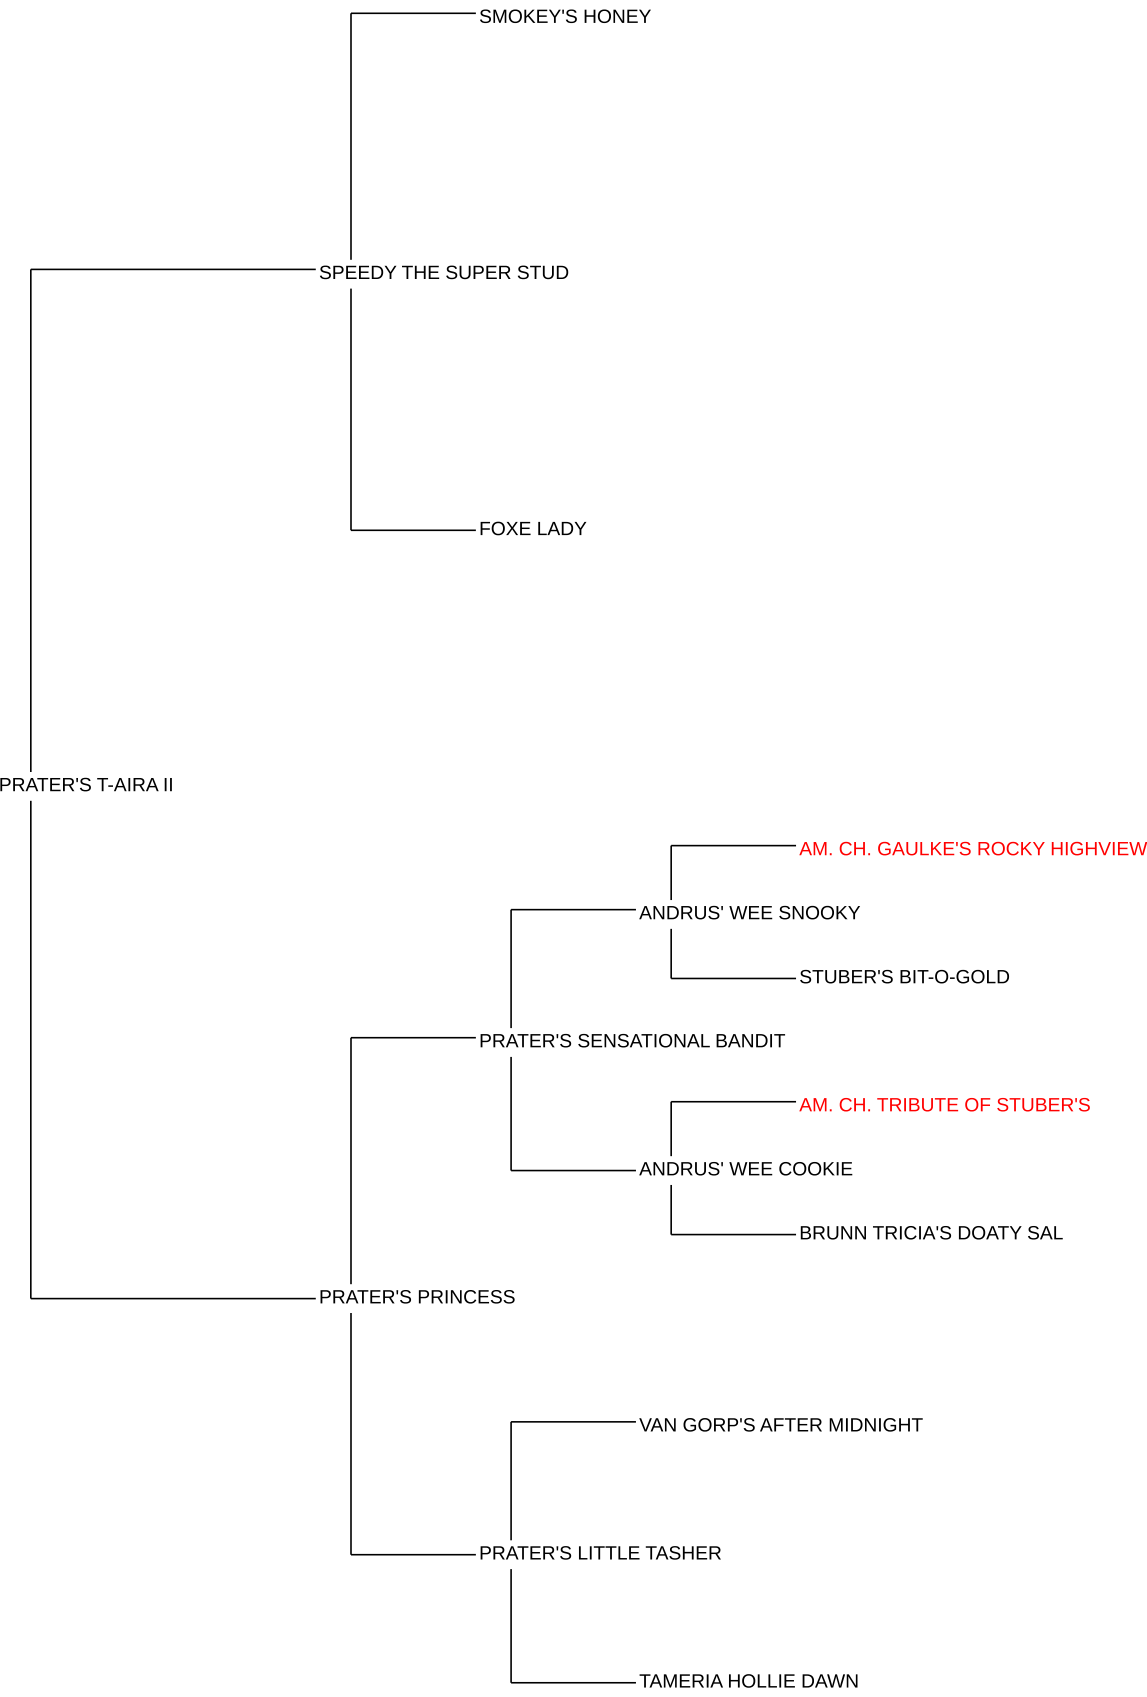 SMOKEY'S HONEY
SPEEDY THE SUPER STUD
FOXE LADY
PRATER'S T-AIRA II
AM. CH. GAULKE'S ROCKY HIGHVIEW
ANDRUS' WEE SNOOKY
STUBER'S BIT-O-GOLD
PRATER'S SENSATIONAL BANDIT
AM. CH. TRIBUTE OF STUBER'S
ANDRUS' WEE COOKIE
BRUNN TRICIA'S DOATY SAL
PRATER'S PRINCESS
VAN GORP'S AFTER MIDNIGHT
PRATER'S LITTLE TASHER
TAMERIA HOLLIE DAWN